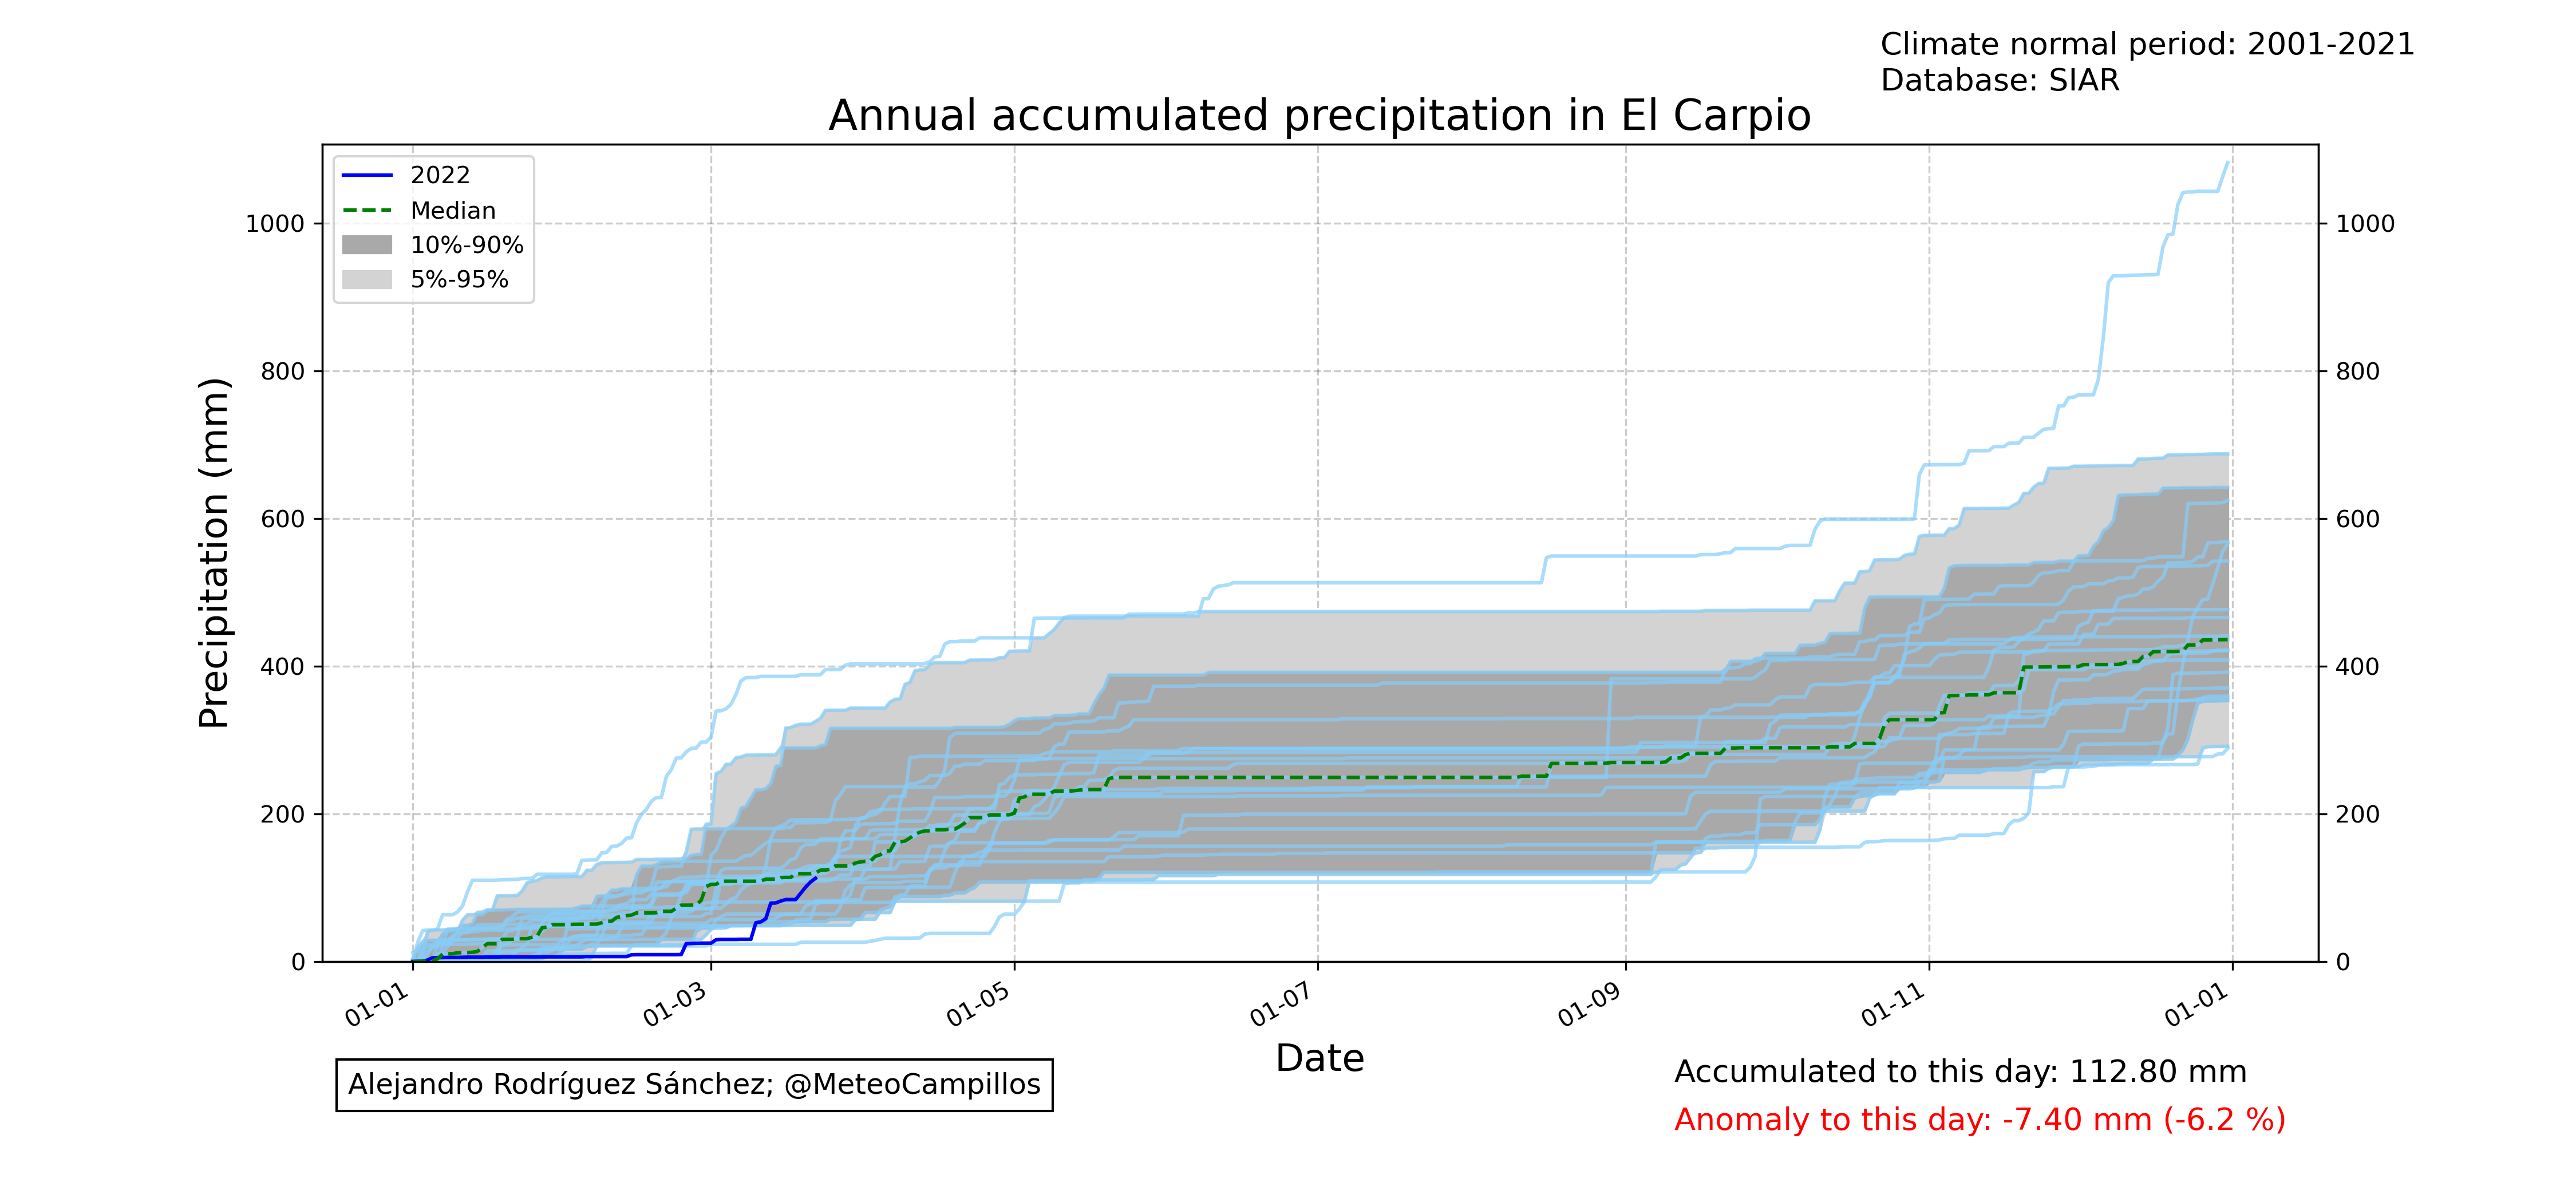 Climate normal period: 2001-2021
Database: SIAR
Annual accumulated precipitation in El Carpio
2022
Median
10%-90%
5%-95%
Precipitation (mm)
1000
800
600
400
200
0
1000
800
600
400
200
0
01-01
01-03
01-05
01-07
01-09
01-11
01-01
Date
Alejandro Rodríguez Sánchez; @MeteoCampillos
Accumulated to this day: 112.80 mm
Anomaly to this day: -7.40 mm (-6.2 %)